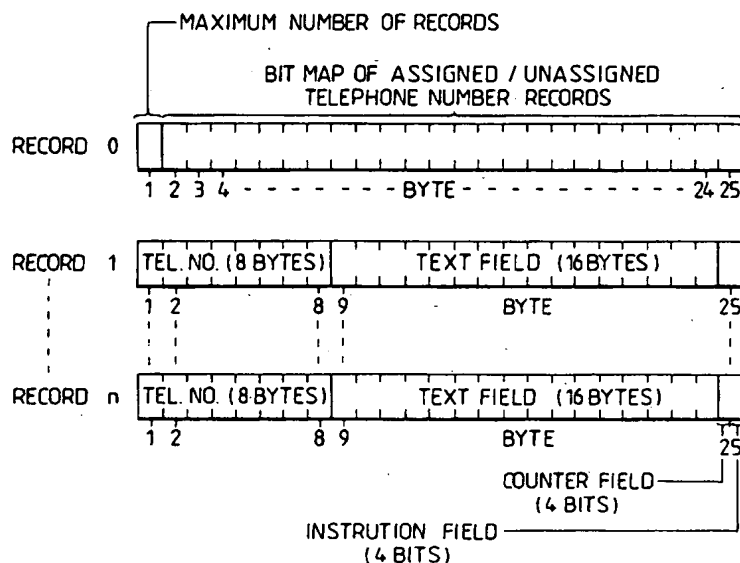 MAXIMUM NUMBER OF RECORDS
BIT MAP OF ASSIGNED / UNASSIGNED
TELEPHONE NUMBER RECORDS
RECORD 0
1 2 3 4 - - - - - - - BYTE - - - - - - - - - - 24 25
RECORD 1 TEL. NO. (8 BYTES) TEXT FIELD (16 BYTES)
1 2 8 9 BYTE 25
RECORD n TEL. NO. (8 BYTES) TEXT FIELD (16 BYTES)
1 2 8 9 BYTE 25
COUNTER FIELD
(4 BITS)
INSTRUTION FIELD
(4 BITS)